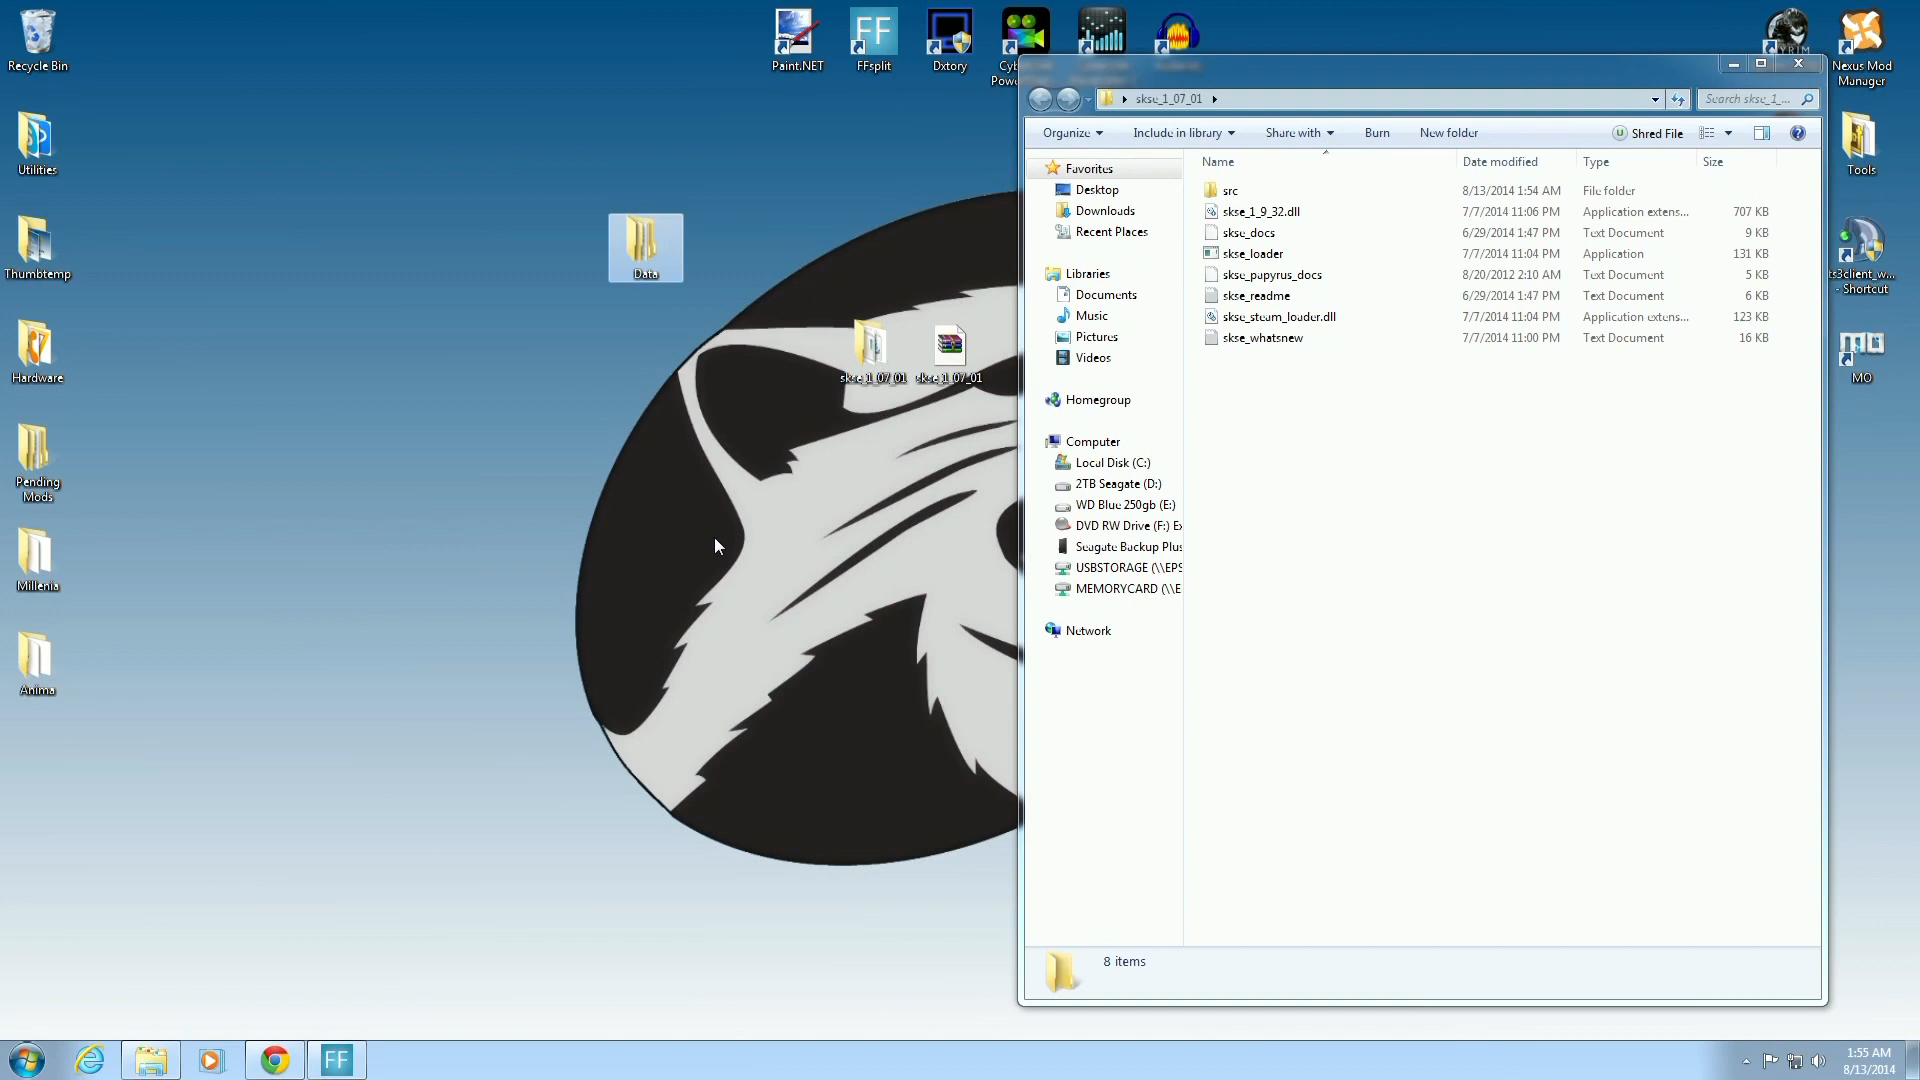 Recycle Bin
Utilities
Thumbtemp
Hardware
Pending
Mods
Millenia
Anima
Paint.NET
FF
FFsplit
Dxtory
Data
skse_1_07_01
skse_1_07_01
Nexus Mod
Manager
Tools
ts3client_w...
- Shortcut
MO
skse_1_07_01
Search skse_1_...
Organize
Include in library
Share with
Burn
New folder
Shred File
Favorites
Desktop
Downloads
Recent Places
Libraries
Documents
Music
Pictures
Videos
Homegroup
Computer
Local Disk (C:)
2TB Seagate (D:)
WD Blue 250gb (E:)
DVD RW Drive (F:) Ex
Seagate Backup Plus
USBSTORAGE (\\EPS
MEMORYCARD (\\E
Network
Name Date modified Type Size
src 8/13/2014 1:54 AM File folder
skse_1_9_32.dll 7/7/2014 11:06 PM Application extens... 707 KB
skse_docs 6/29/2014 1:47 PM Text Document 9 KB
skse_loader 7/7/2014 11:04 PM Application 131 KB
skse_papyrus_docs 8/20/2012 2:10 AM Text Document 5 KB
skse_readme 6/29/2014 1:47 PM Text Document 6 KB
skse_steam_loader.dll 7/7/2014 11:04 PM Application extens... 123 KB
skse_whatsnew 7/7/2014 11:00 PM Text Document 16 KB
8 items
FF
1:55 AM
8/13/2014